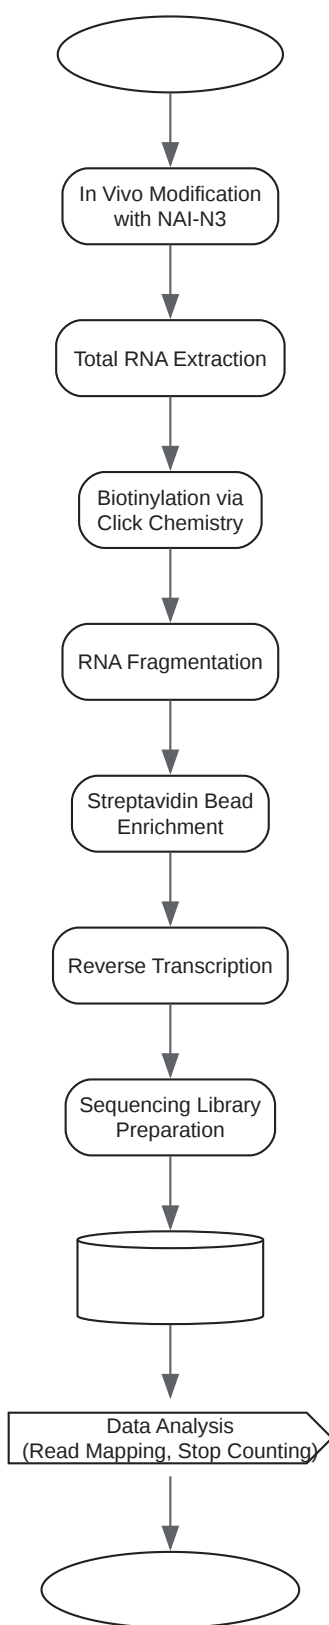 In Vivo Modification
with NAI-N3
Total RNA Extraction
Biotinylation via
Click Chemistry
RNA Fragmentation
Streptavidin Bead
Enrichment
Reverse Transcription
Sequencing Library
Preparation
Data Analysis
(Read Mapping, Stop Counting)